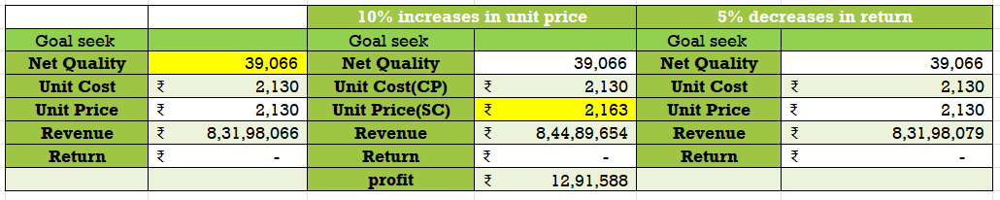 10% increases in unit price 5% decreases in return
Goal seek Goal seek Goal seek
Net Quality 39,066 Net Quality 39,066 Net Quality 39,066
Unit Cost ₹ 2,130 Unit Cost(CP) ₹ 2,130 Unit Cost ₹ 2,130
Unit Price ₹ 2,130 Unit Price(SC) ₹ 2,163 Unit Price ₹ 2,130
Revenue ₹ 8,31,98,066 Revenue ₹ 8,44,89,654 Revenue ₹ 8,31,98,079
Return ₹ - Return ₹ - Return ₹ -
profit ₹ 12,91,588